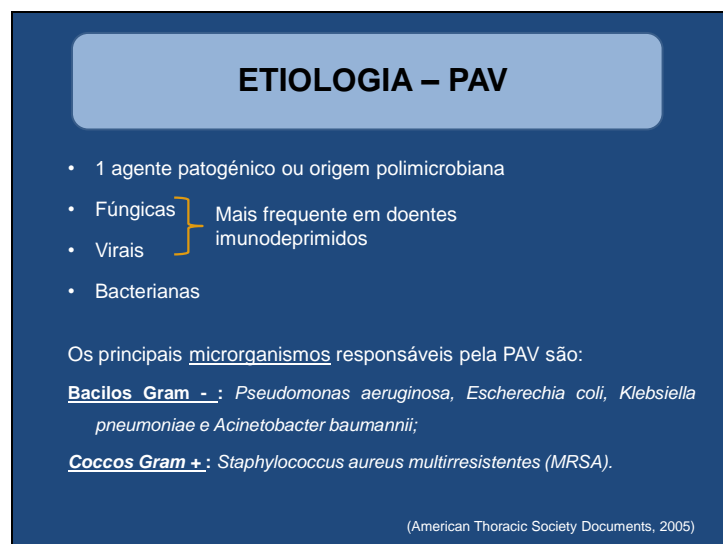 ETIOLOGIA – PAV
• 1 agente patogénico ou origem polimicrobiana
• Fúngicas
• Virais
Mais frequente em doentes
imunodeprimidos
• Bacterianas
Os principais microrganismos responsáveis pela PAV são:
Bacilos Gram - : Pseudomonas aeruginosa, Escherechia coli, Klebsiella
pneumoniae e Acinetobacter baumannii;
Coccos Gram + : Staphylococcus aureus multirresistentes (MRSA).
(American Thoracic Society Documents, 2005)